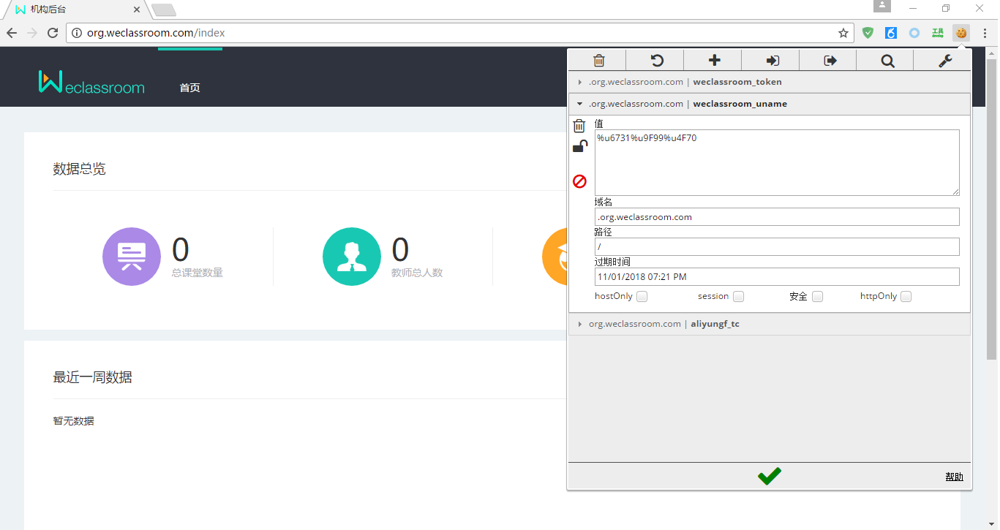 机构后台
org.weclassroom.com/index
工具
develop
Weclassroom
首页
数据总览
0
总课堂数量
0
教师总人数
最近一周数据
暂无数据
.org.weclassroom.com | weclassroom_token
.org.weclassroom.com | weclassroom_uname
值
%u6731%u9F99%u4F70
域名
.org.weclassroom.com
路径
/
过期时间
11/01/2018 07:21 PM
hostOnly session 安全 httpOnly
org.weclassroom.com | aliyungf_tc
帮助